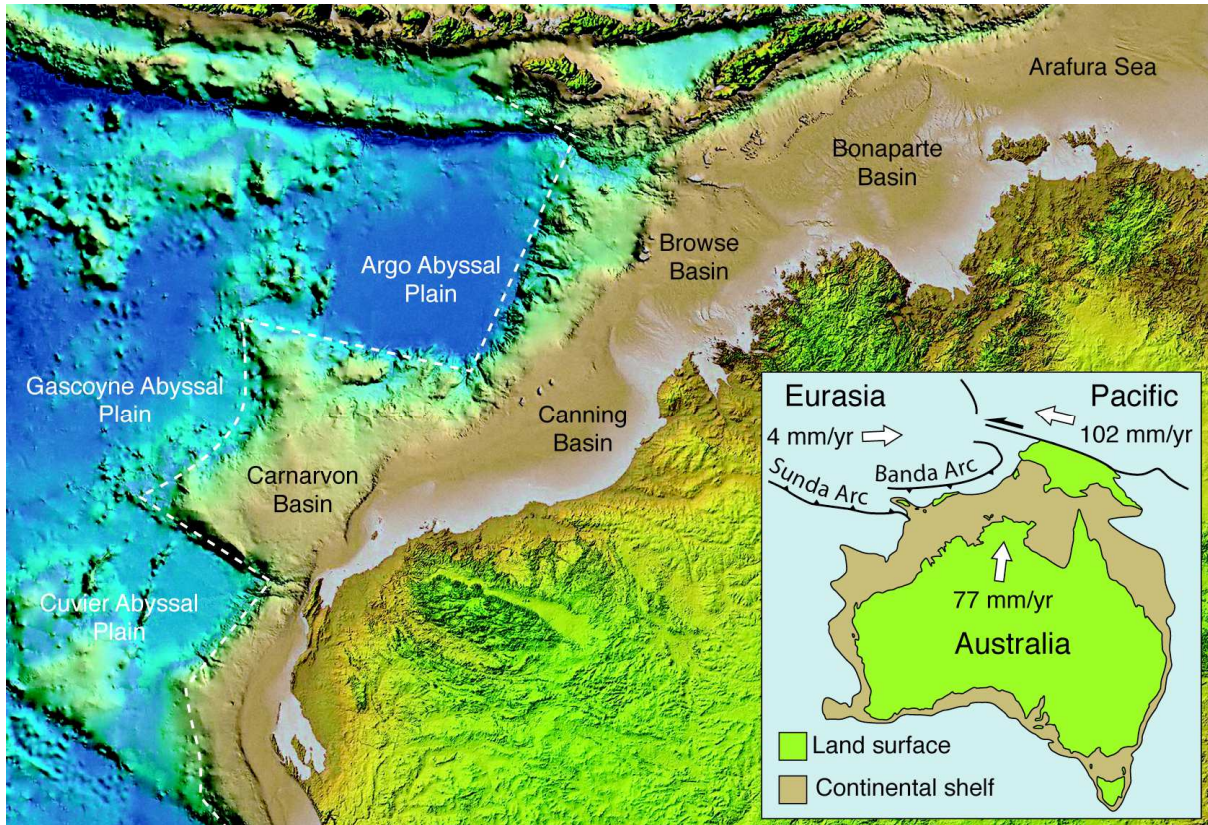 Arafura Sea
Bonaparte
Basin
Browse
Basin
Argo Abyssal
Plain
Gascoyne Abyssal
Plain
Canning
Basin
Carnarvon
Basin
Cuvier Abyssal
Plain
Eurasia
4 mm/yr
Pacific
102 mm/yr
Sunda Arc
Banda Arc
77 mm/yr
Australia
Land surface
Continental shelf